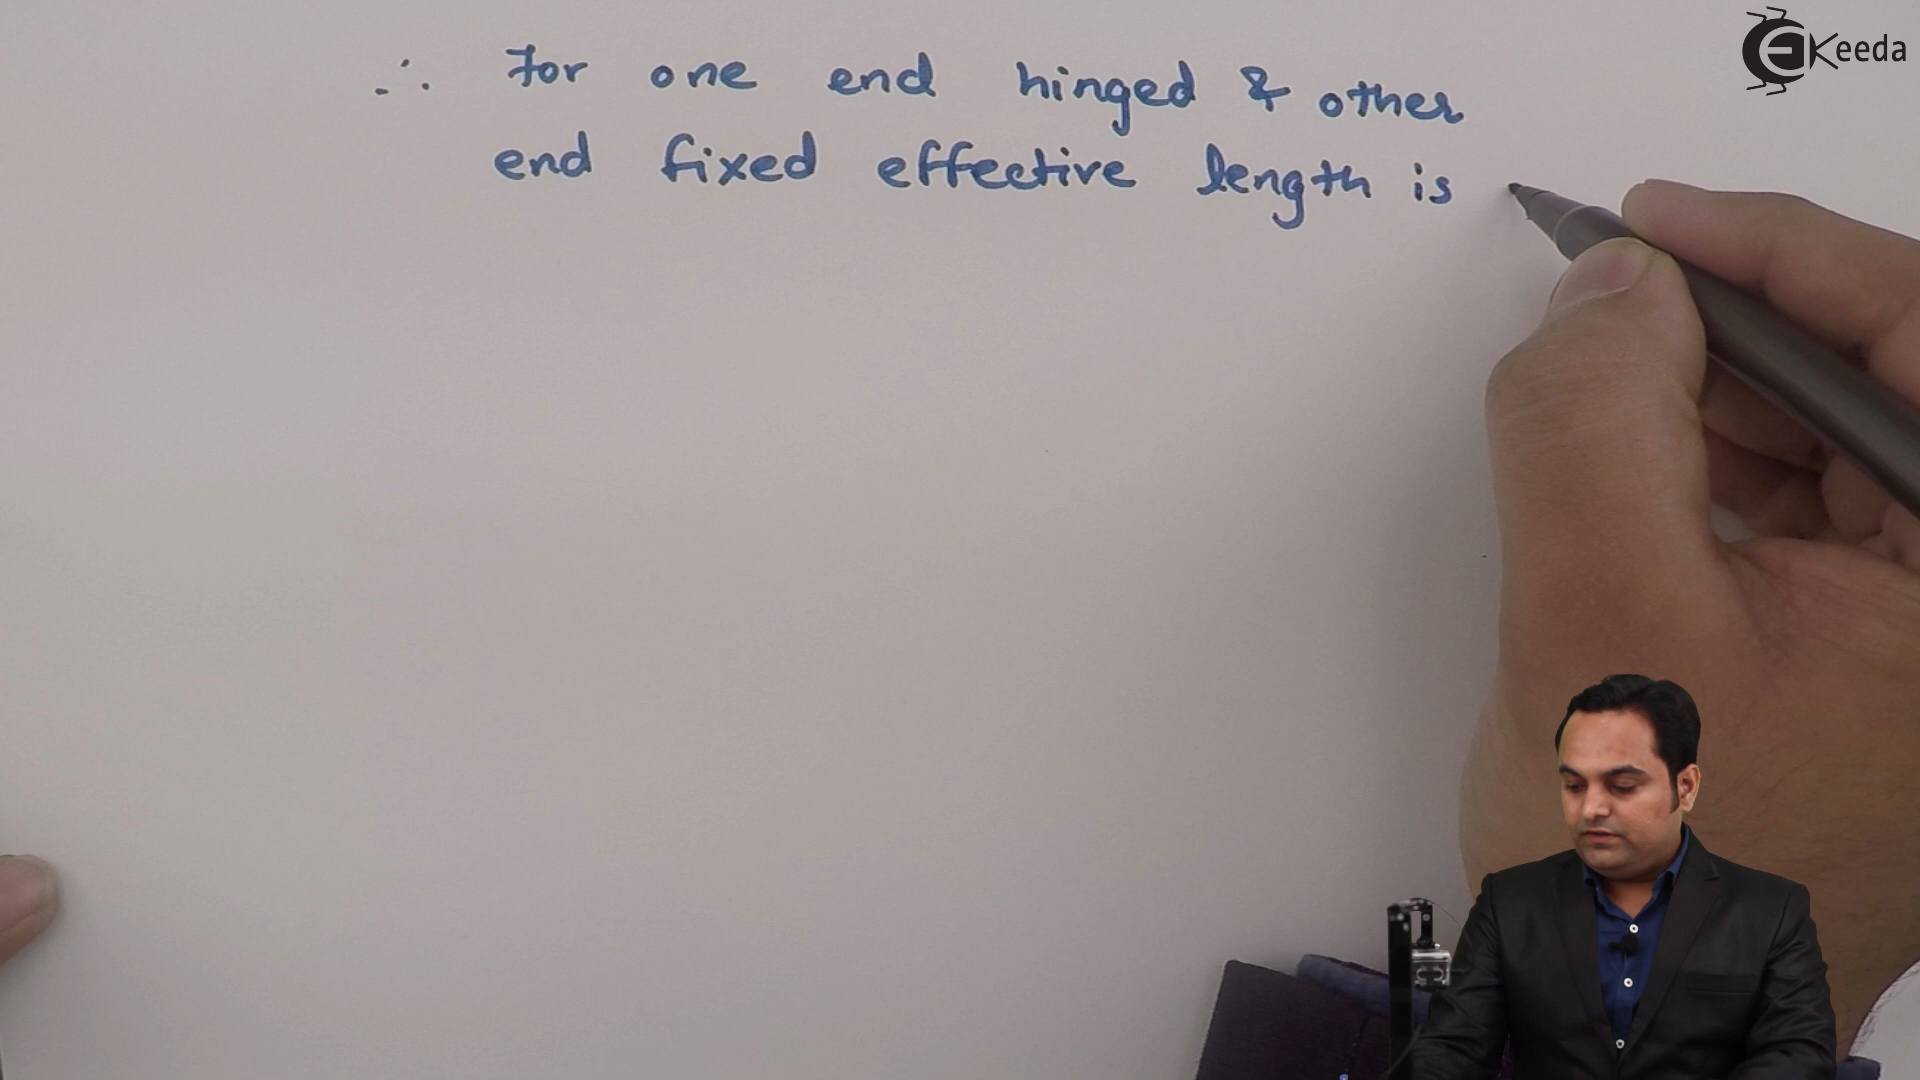 ∴ For one end hinged & other
end fixed effective length is
Ekeeda